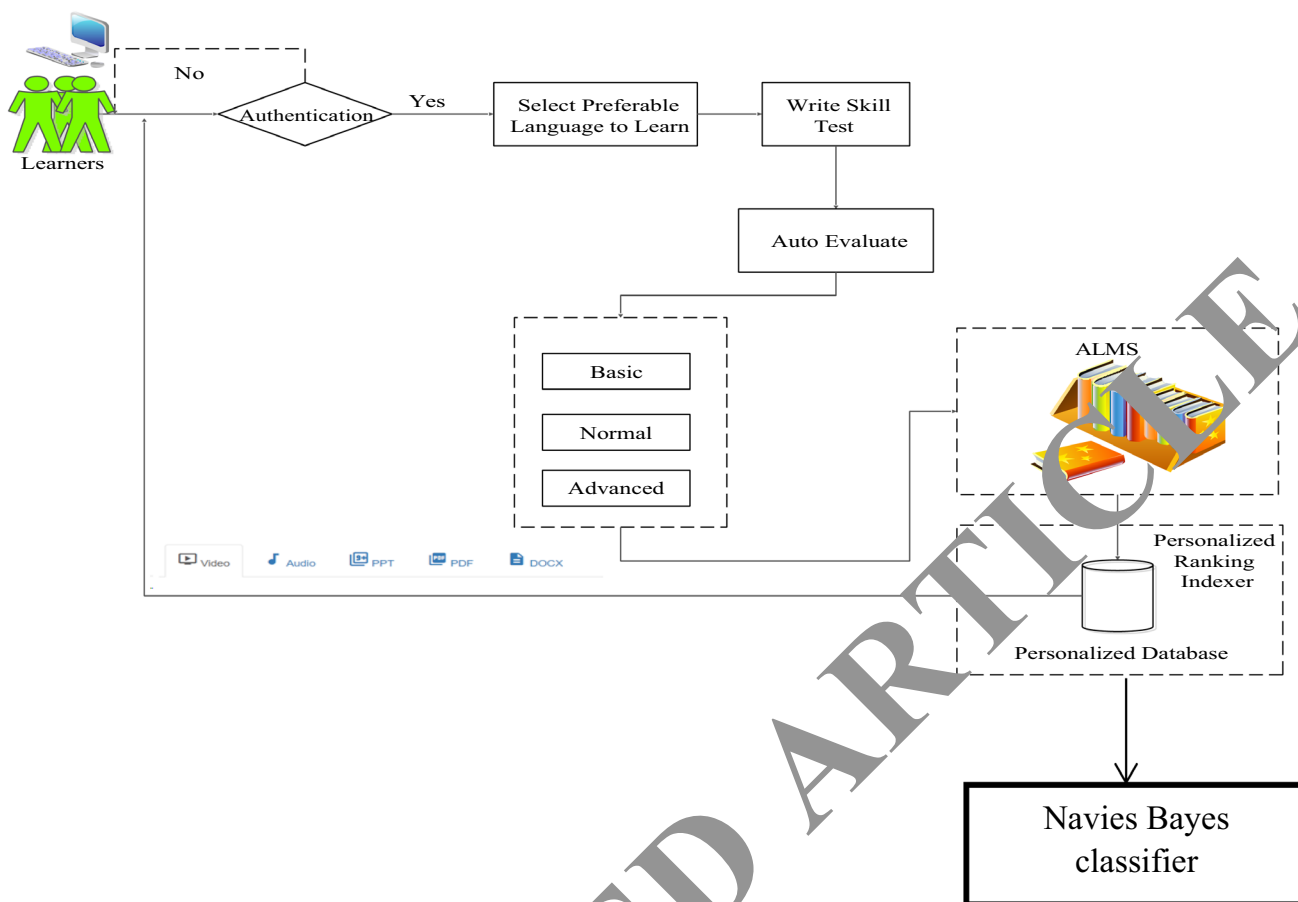 No
Authentication
Yes
Select Preferable
Language to Learn
Write Skill
Test
Learners
Auto Evaluate
Basic
Normal
Advanced
ALMS
Video
Audio
PPT
PDF
DOCX
Personalized
Ranking
Indexer
Personalized Database
Navies Bayes
classifier
ARTICLE